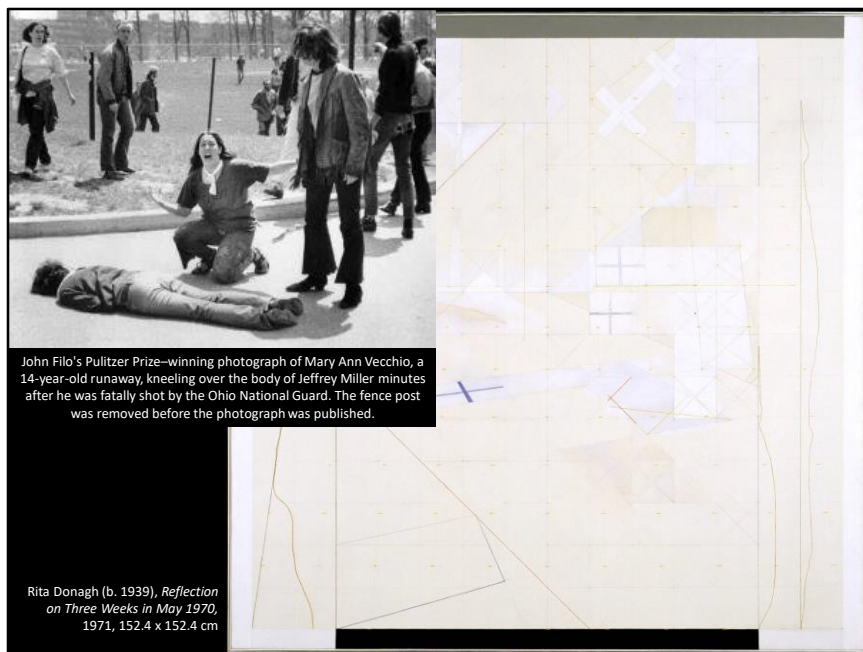 John Filo's Pulitzer Prize–winning photograph of Mary Ann Vecchio, a
14-year-old runaway, kneeling over the body of Jeffrey Miller minutes
after he was fatally shot by the Ohio National Guard. The fence post
was removed before the photograph was published.
Rita Donagh (b. 1939), Reflection
on Three Weeks in May 1970,
1971, 152.4 x 152.4 cm